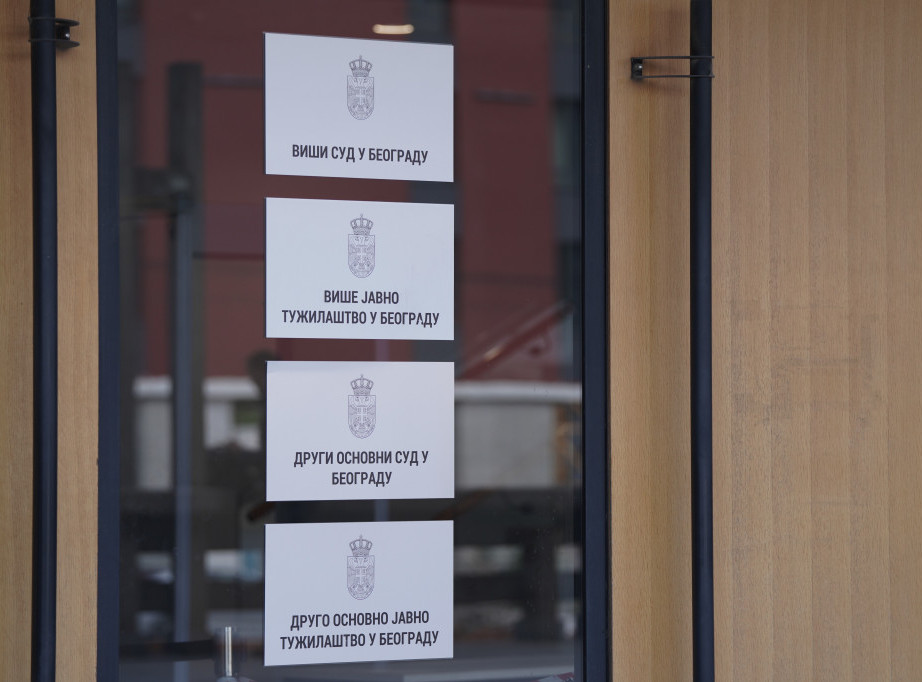 ВИШИ СУД У БЕОГРАДУ
ВИШЕ ЈАВНО
ТУЖИЛАШТВО У БЕОГРАДУ
ДРУГИ ОСНОВНИ СУД У
БЕОГРАДУ
ДРУГО ОСНОВНО ЈАВНО
ТУЖИЛАШТВО У БЕОГРАДУ